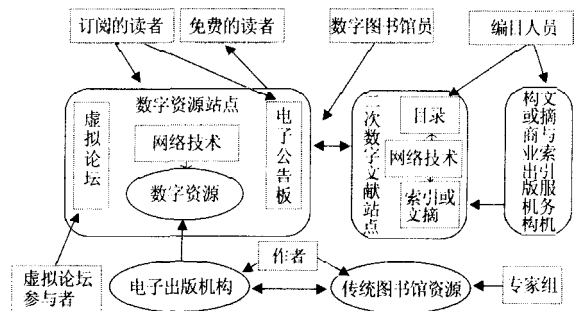 订阅的读者
免费的读者
数字图书馆员
编目人员
数字资源站点
虚拟论坛
网络技术
数字资源
电子公告板
二次数字文献站点
目录
网络技术
索引或
文摘
文摘与索引服务机
构或商业出版机构
作者
虚拟论坛
参与者
电子出版机构
传统图书馆资源
专家组